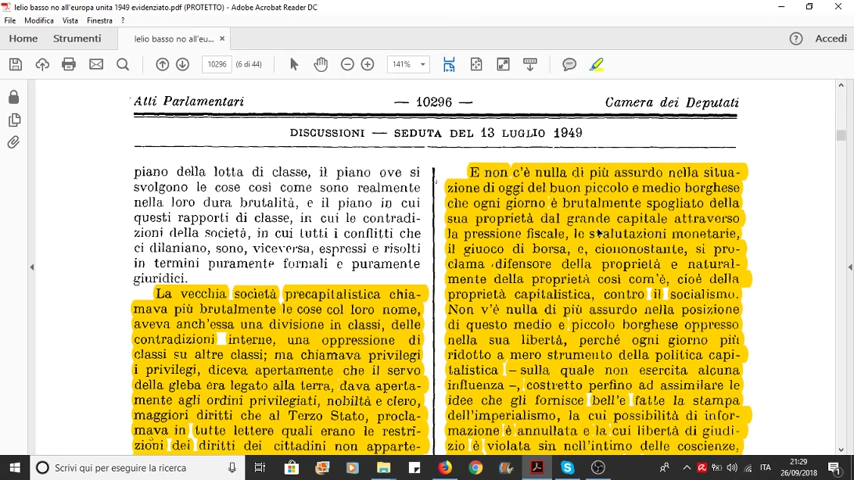 lelio basso no all'europa unita 1949 evidenziato.pdf (PROTETTO) - Adobe Acrobat Reader DC
File Modifica Vista Finestra ?
Home Strumenti lelio basso no all'eu... × Accedi
10296 (6 di 44) 141%
Atti Parlamentari — 10296 — Camera dei Deputati
DISCUSSIONI — SEDUTA DEL 13 LUGLIO 1949
piano della lotta di classe, il piano ove si
svolgono le cose così come sono realmente
nella loro dura brutalità, e il piano in cui
questi rapporti di classe, in cui le contradi-
zioni della società, in cui tutti i conflitti che
ci dilaniano, sono, viceversa, espressi e risolti
in termini puramente formali e puramente
giuridici.
La vecchia società precapitalistica chia-
mava più brutalmente le cose col loro nome,
aveva anch'essa una divisione in classi, delle
contradizioni interne, una oppressione di
classi su altre classi; ma chiamava privilegi
i privilegi, diceva apertamente che il servo
della gleba era legato alla terra, dava aperta-
mente agli ordini privilegiati, nobiltà e clero,
maggiori diritti che al Terzo Stato, procla-
mava in tutte lettere quali erano le restri-
zioni dei diritti dei cittadini non apparte-
E non c'è nulla di più assurdo nella situa-
zione di oggi del buon piccolo e medio borghese
che ogni giorno è brutalmente spogliato della
sua proprietà dal grande capitale attraverso
la pressione fiscale, le svalutazioni monetarie,
il giuoco di borsa, e, ciononostante, si pro-
clama difensore della proprietà e natural-
mente della proprietà così com'è, cioè della
proprietà capitalistica, contro il socialismo.
Non v'è nulla di più assurdo nella posizione
di questo medio e piccolo borghese oppresso
nella sua libertà, perché ogni giorno più
ridotto a mero strumento della politica capi-
talistica – sulla quale non esercita alcuna
influenza –, costretto perfino ad assimilare le
idee che gli fornisce bell'e fatte la stampa
dell'imperialismo, la cui possibilità di infor-
mazione è annullata e la cui libertà di giudi-
zio è violata sin nell'intimo delle coscienze,
Scrivi qui per eseguire la ricerca
ITA
21:29
26/09/2018